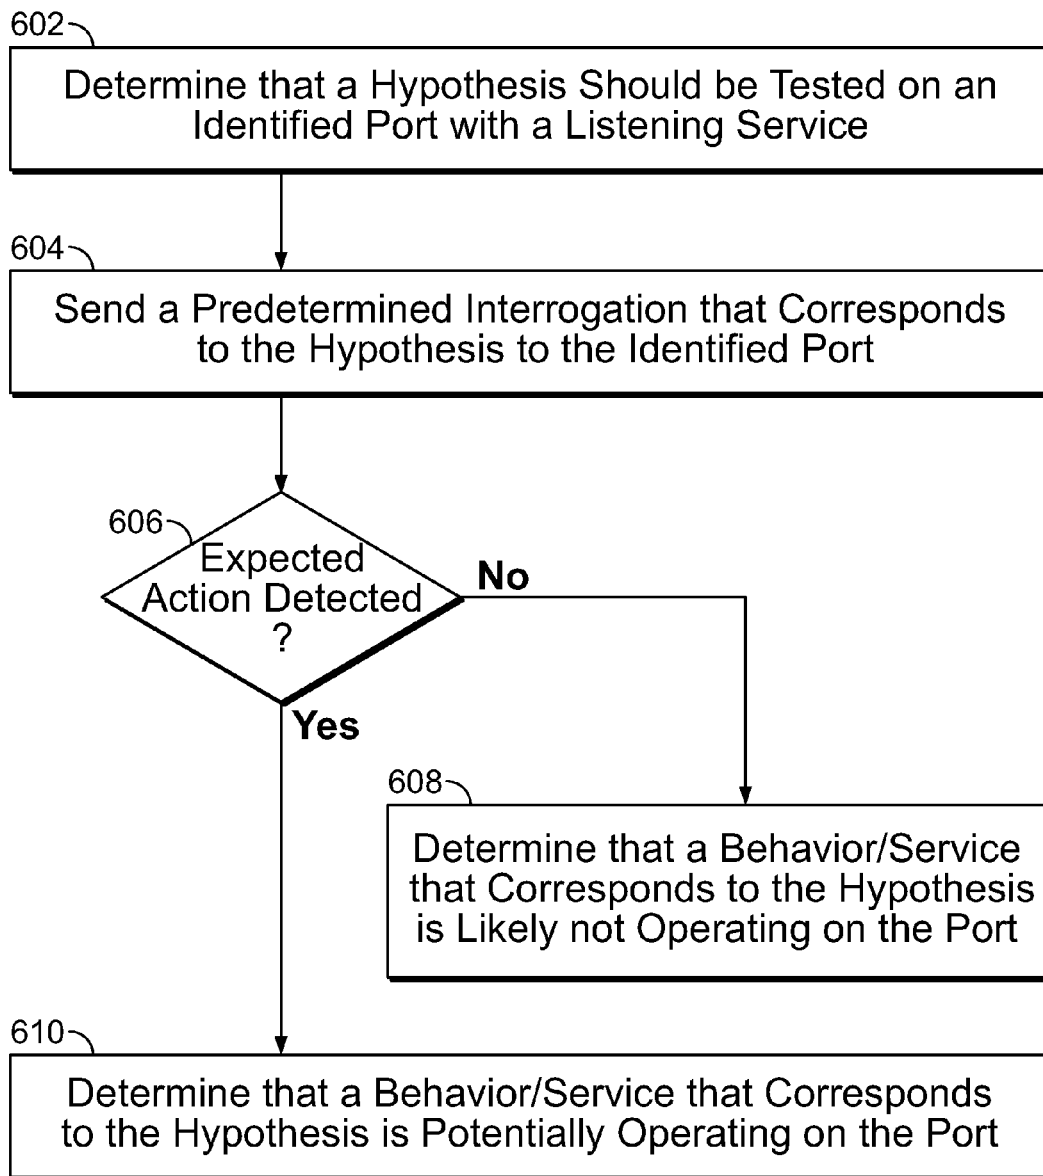 602
Determine that a Hypothesis Should be Tested on an
Identified Port with a Listening Service
604
Send a Predetermined Interrogation that Corresponds
to the Hypothesis to the Identified Port
606
Expected
Action Detected
?
No
Yes
608
Determine that a Behavior/Service
that Corresponds to the Hypothesis
is Likely not Operating on the Port
610
Determine that a Behavior/Service that Corresponds
to the Hypothesis is Potentially Operating on the Port